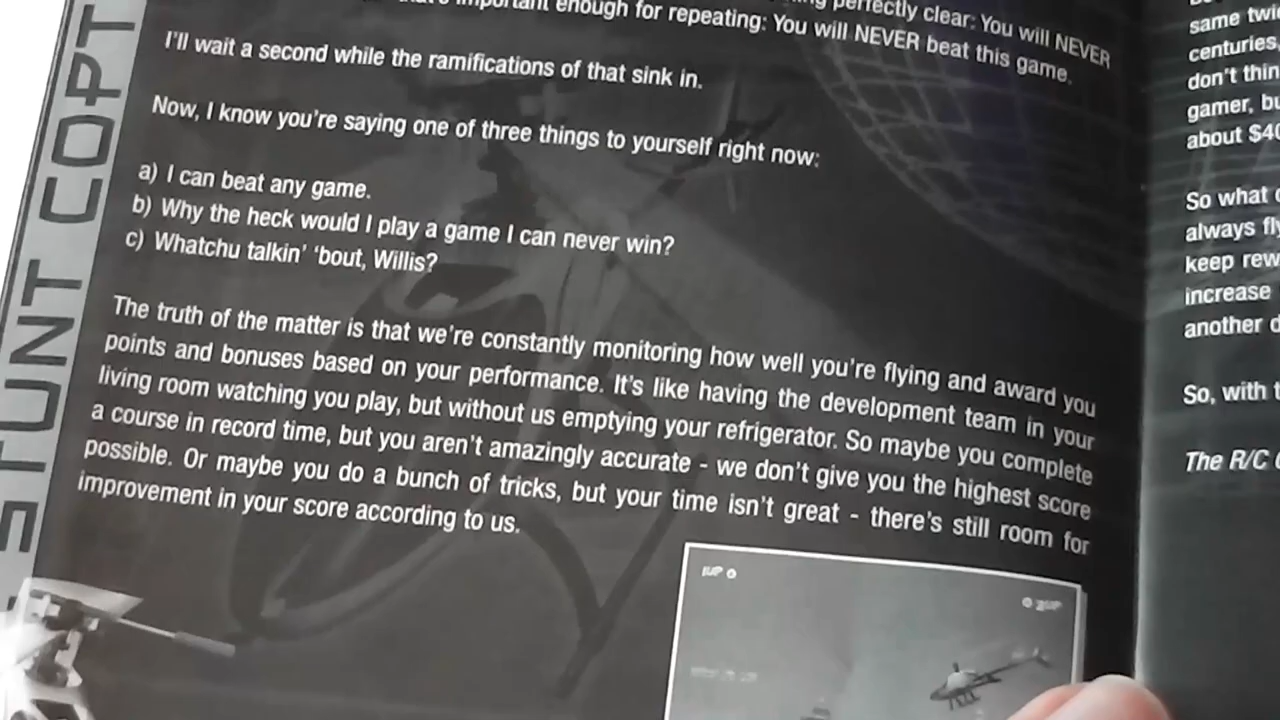 perfectly clear: You will NEVER
important enough for repeating: You will NEVER beat this game.
I'll wait a second while the ramifications of that sink in.
Now, I know you're saying one of three things to yourself right now:
a) I can beat any game.
b) Why the heck would I play a game I can never win?
c) Whatchu talkin' 'bout, Willis?
The truth of the matter is that we're constantly monitoring how well you're flying and award you
points and bonuses based on your performance. It's like having the development team in your
living room watching you play, but without us emptying your refrigerator. So maybe you complete
a course in record time, but you aren't amazingly accurate - we don't give you the highest score
possible. Or maybe you do a bunch of tricks, but your time isn't great - there's still room for
improvement in your score according to us.
STUNT COPT
1UP 0
0 2UP
same twi
centuries,
don't thin
gamer, bu
about $40
So what
always fly
keep rew
increase
another
So, with t
The R/C